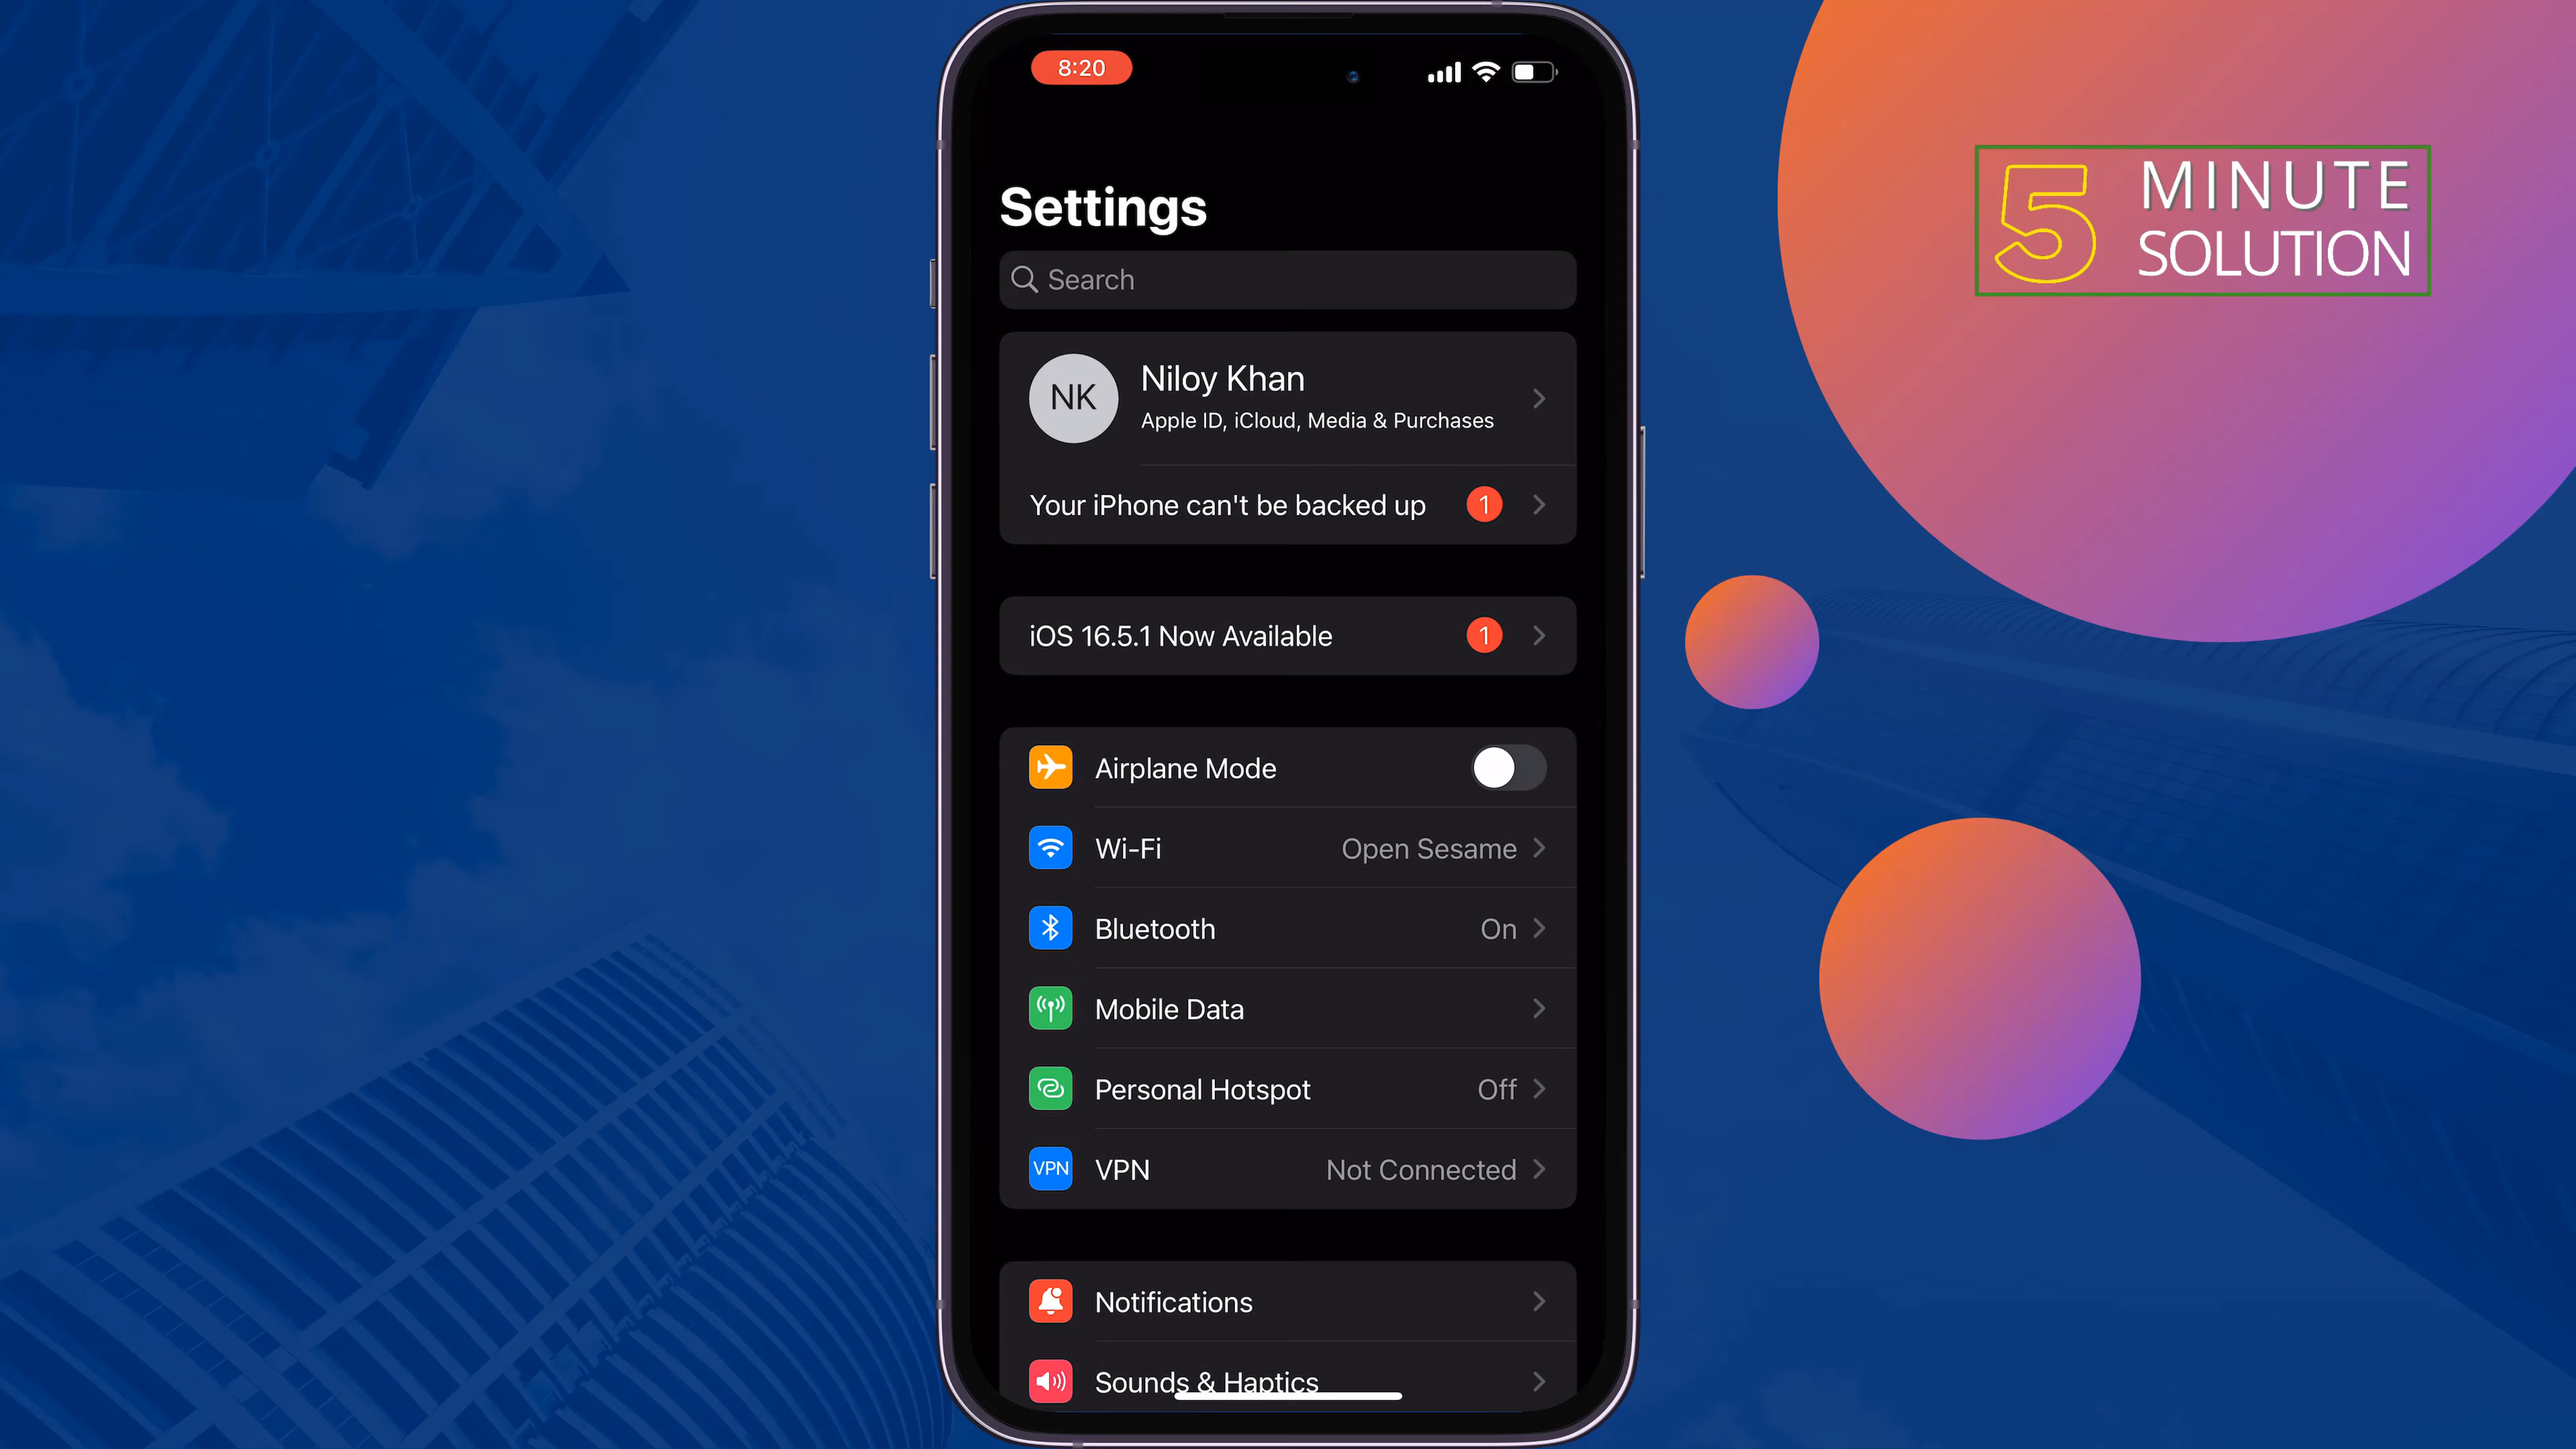 8:20
5 MINUTE
SOLUTION
Settings
Search
NK
Niloy Khan
Apple ID, iCloud, Media & Purchases
Your iPhone can't be backed up 1
iOS 16.5.1 Now Available 1
Airplane Mode
Wi-Fi Open Sesame
Bluetooth On
Mobile Data
Personal Hotspot Off
VPN VPN Not Connected
Notifications
Sounds & Haptics